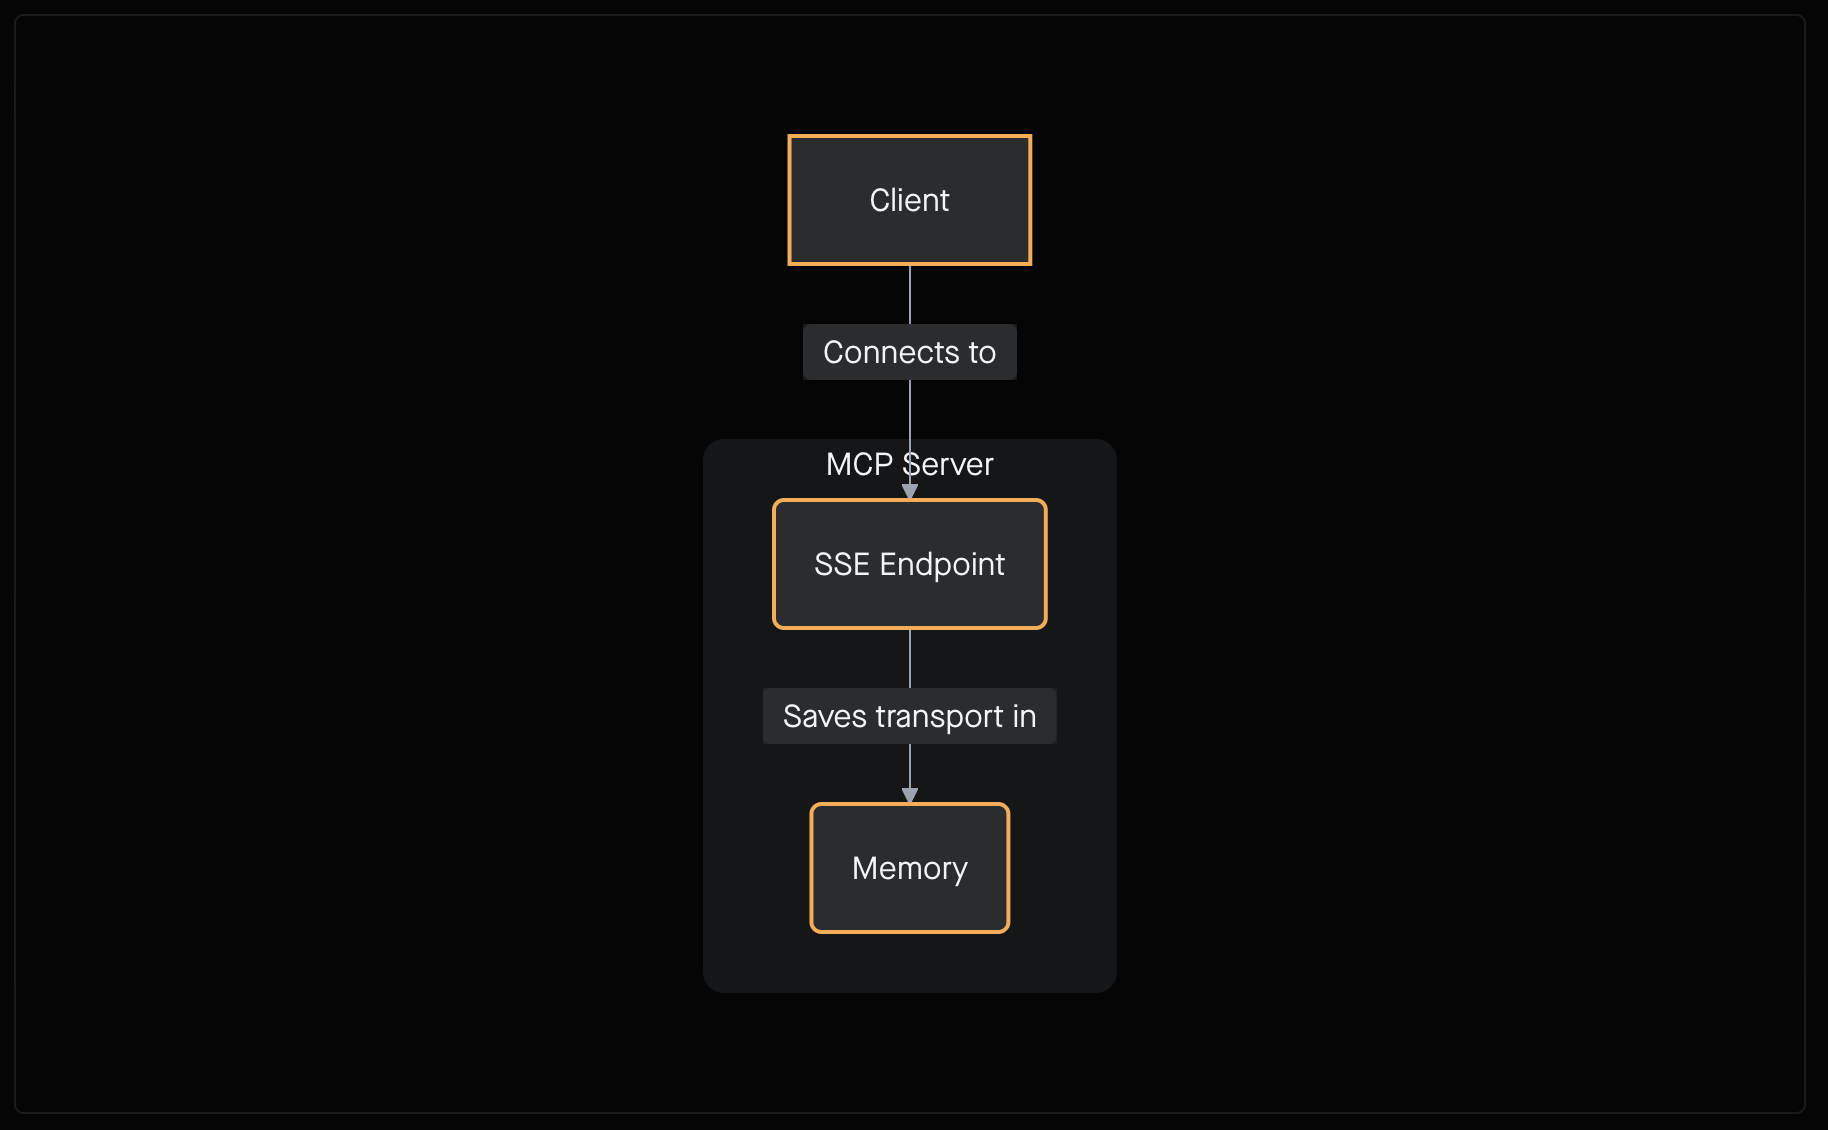 Client
Connects to
MCP Server
SSE Endpoint
Saves transport in
Memory